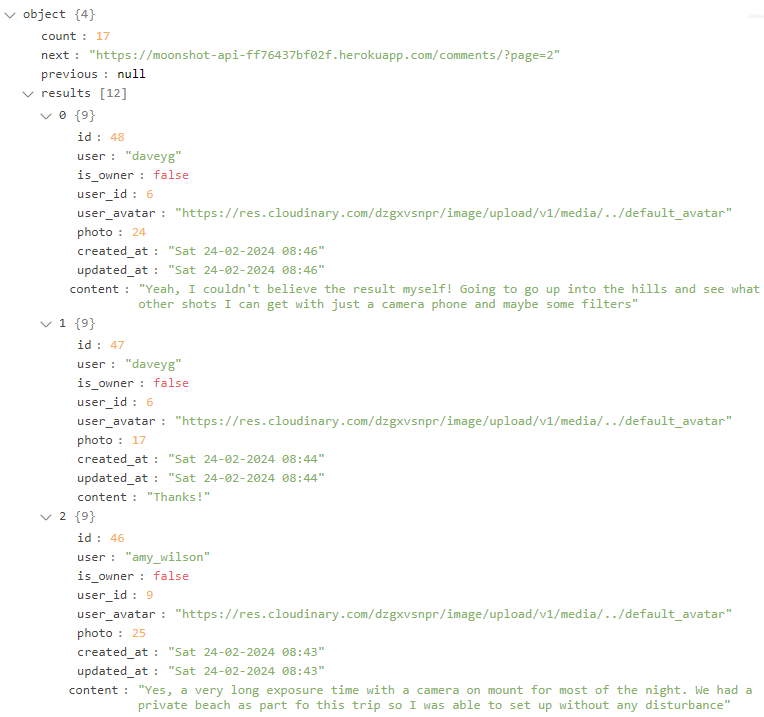 object {4}
count : 17
next : "https://moonshot-api-ff76437bf02f.herokuapp.com/comments/?page=2"
previous : null
results [12]
0 {9}
id : 48
user : "daveyg"
is_owner : false
user_id : 6
user_avatar : "https://res.cloudinary.com/dzgxvsnpr/image/upload/v1/media/../default_avatar"
photo : 24
created_at : "Sat 24-02-2024 08:46"
updated_at : "Sat 24-02-2024 08:46"
content : "Yeah, I couldn't believe the result myself! Going to go up into the hills and see what
other shots I can get with just a camera phone and maybe some filters"
1 {9}
id : 47
user : "daveyg"
is_owner : false
user_id : 6
user_avatar : "https://res.cloudinary.com/dzgxvsnpr/image/upload/v1/media/../default_avatar"
photo : 17
created_at : "Sat 24-02-2024 08:44"
updated_at : "Sat 24-02-2024 08:44"
content : "Thanks!"
2 {9}
id : 46
user : "amy_wilson"
is_owner : false
user_id : 9
user_avatar : "https://res.cloudinary.com/dzgxvsnpr/image/upload/v1/media/../default_avatar"
photo : 25
created_at : "Sat 24-02-2024 08:43"
updated_at : "Sat 24-02-2024 08:43"
content : "Yes, a very long exposure time with a camera on mount for most of the night. We had a
private beach as part fo this trip so I was able to set up without any disturbance"